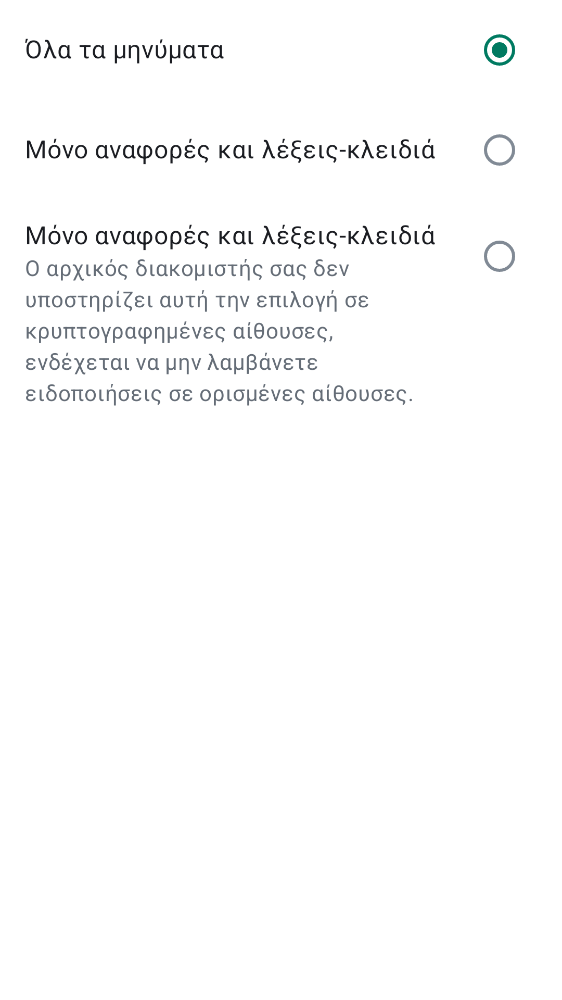 Όλα τα μηνύματα
Μόνο αναφορές και λέξεις-κλειδιά
Μόνο αναφορές και λέξεις-κλειδιά
Ο αρχικός διακομιστής σας δεν
υποστηρίζει αυτή την επιλογή σε
κρυπτογραφημένες αίθουσες,
ενδέχεται να μην λαμβάνετε
ειδοποιήσεις σε ορισμένες αίθουσες.